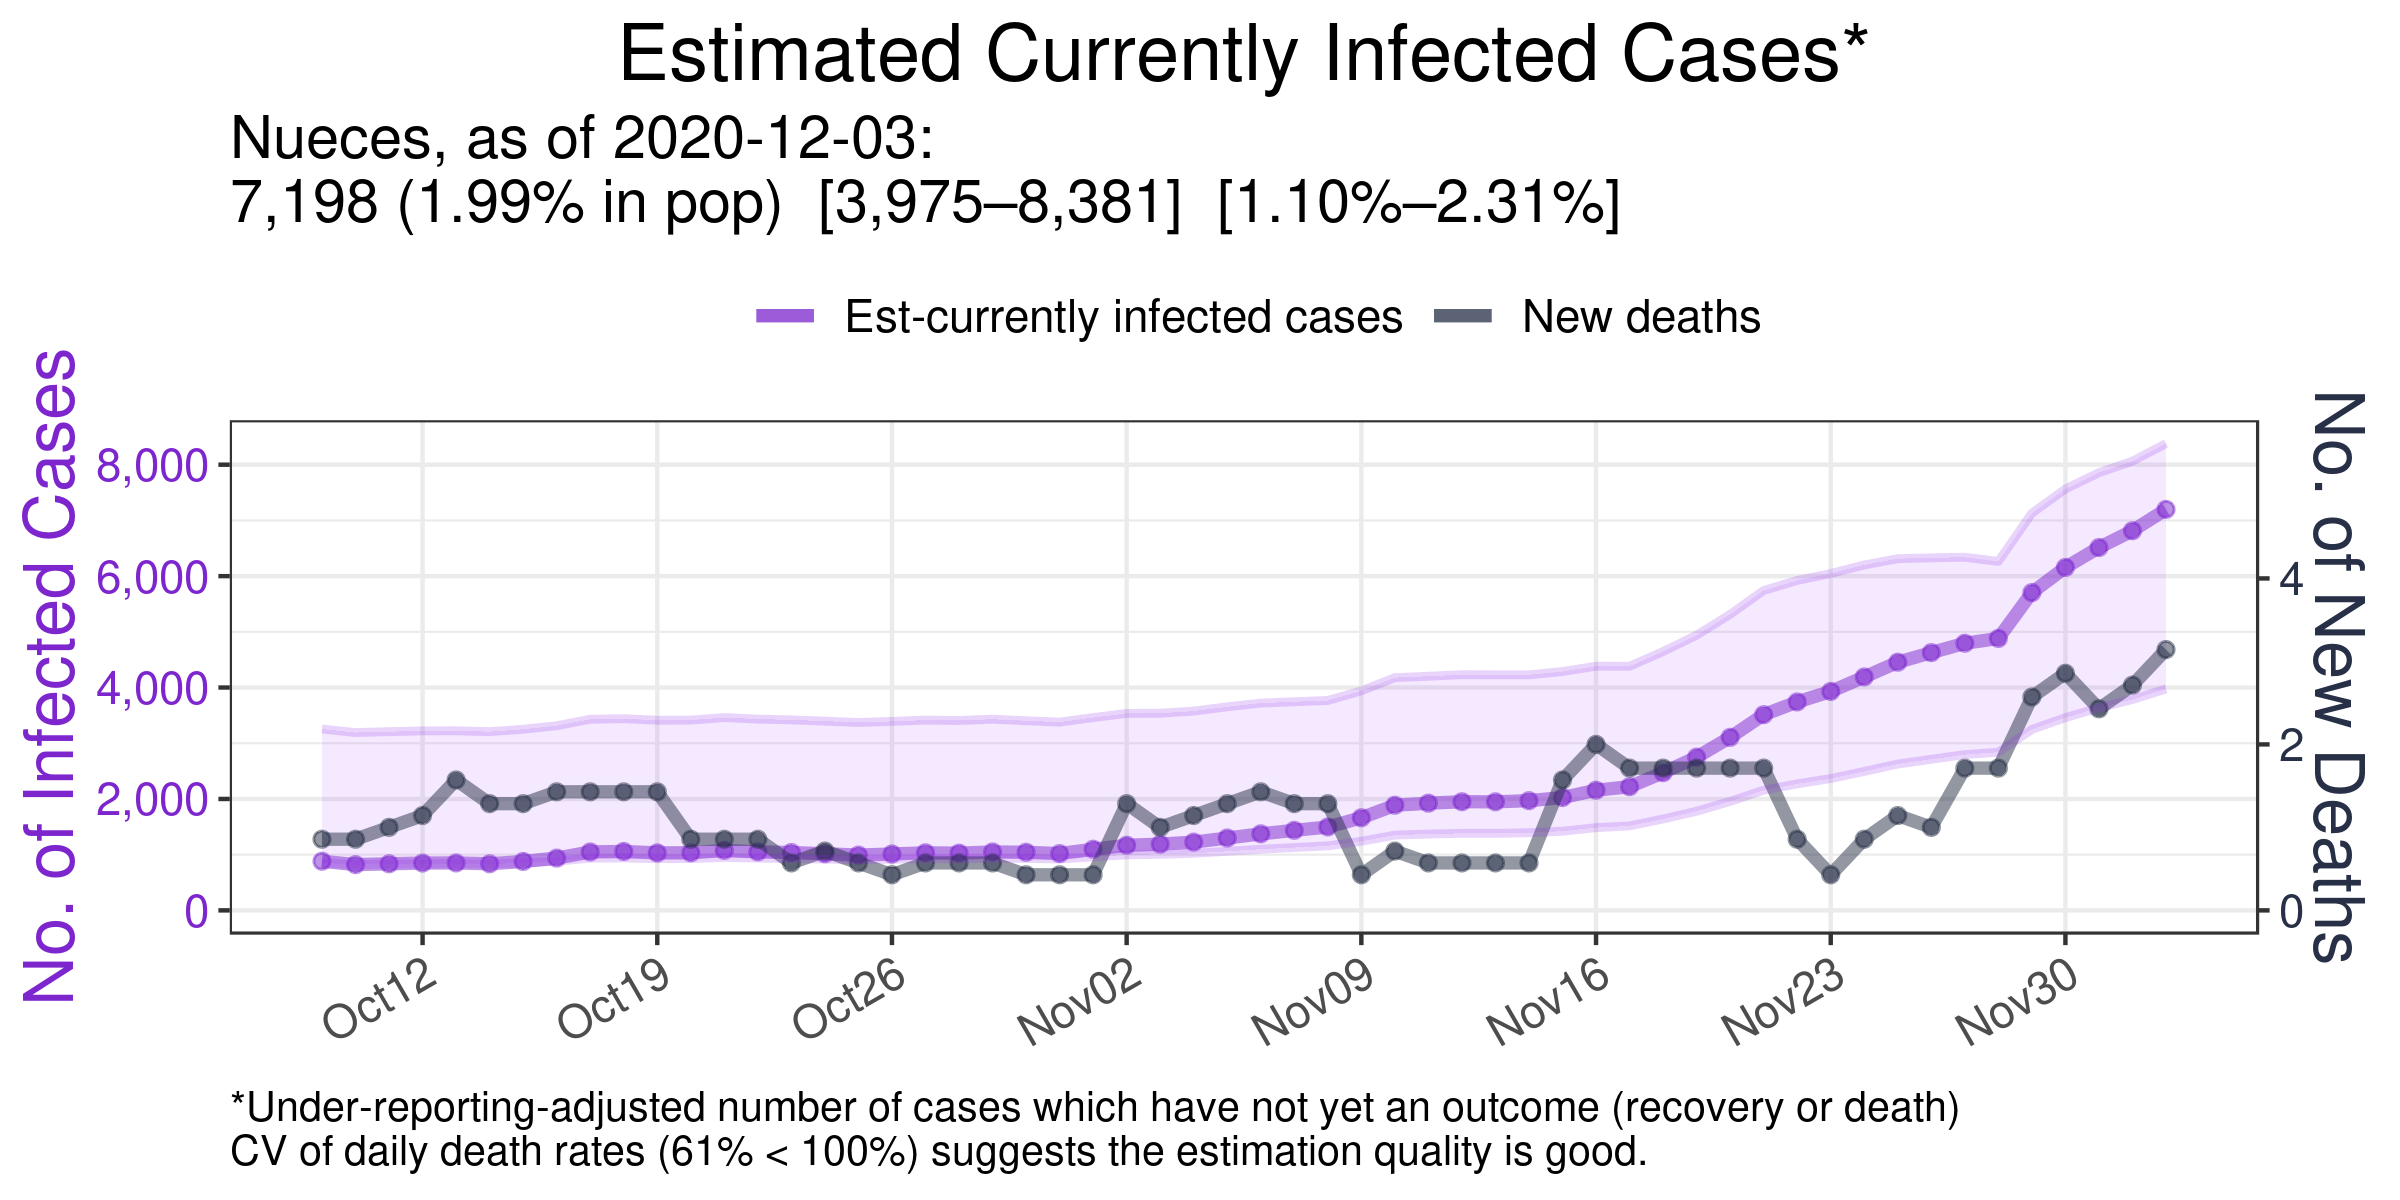 Estimated Currently Infected Cases*
Nueces, as of 2020-12-03:
7,198 (1.99% in pop) [3,975–8,381] [1.10%–2.31%]
Est-currently infected cases
New deaths
No. of Infected Cases
8,000
6,000
4,000
2,000
0
No. of New Deaths
4
2
0
Oct12
Oct19
Oct26
Nov02
Nov09
Nov16
Nov23
Nov30
*Under-reporting-adjusted number of cases which have not yet an outcome (recovery or death)
CV of daily death rates (61% < 100%) suggests the estimation quality is good.